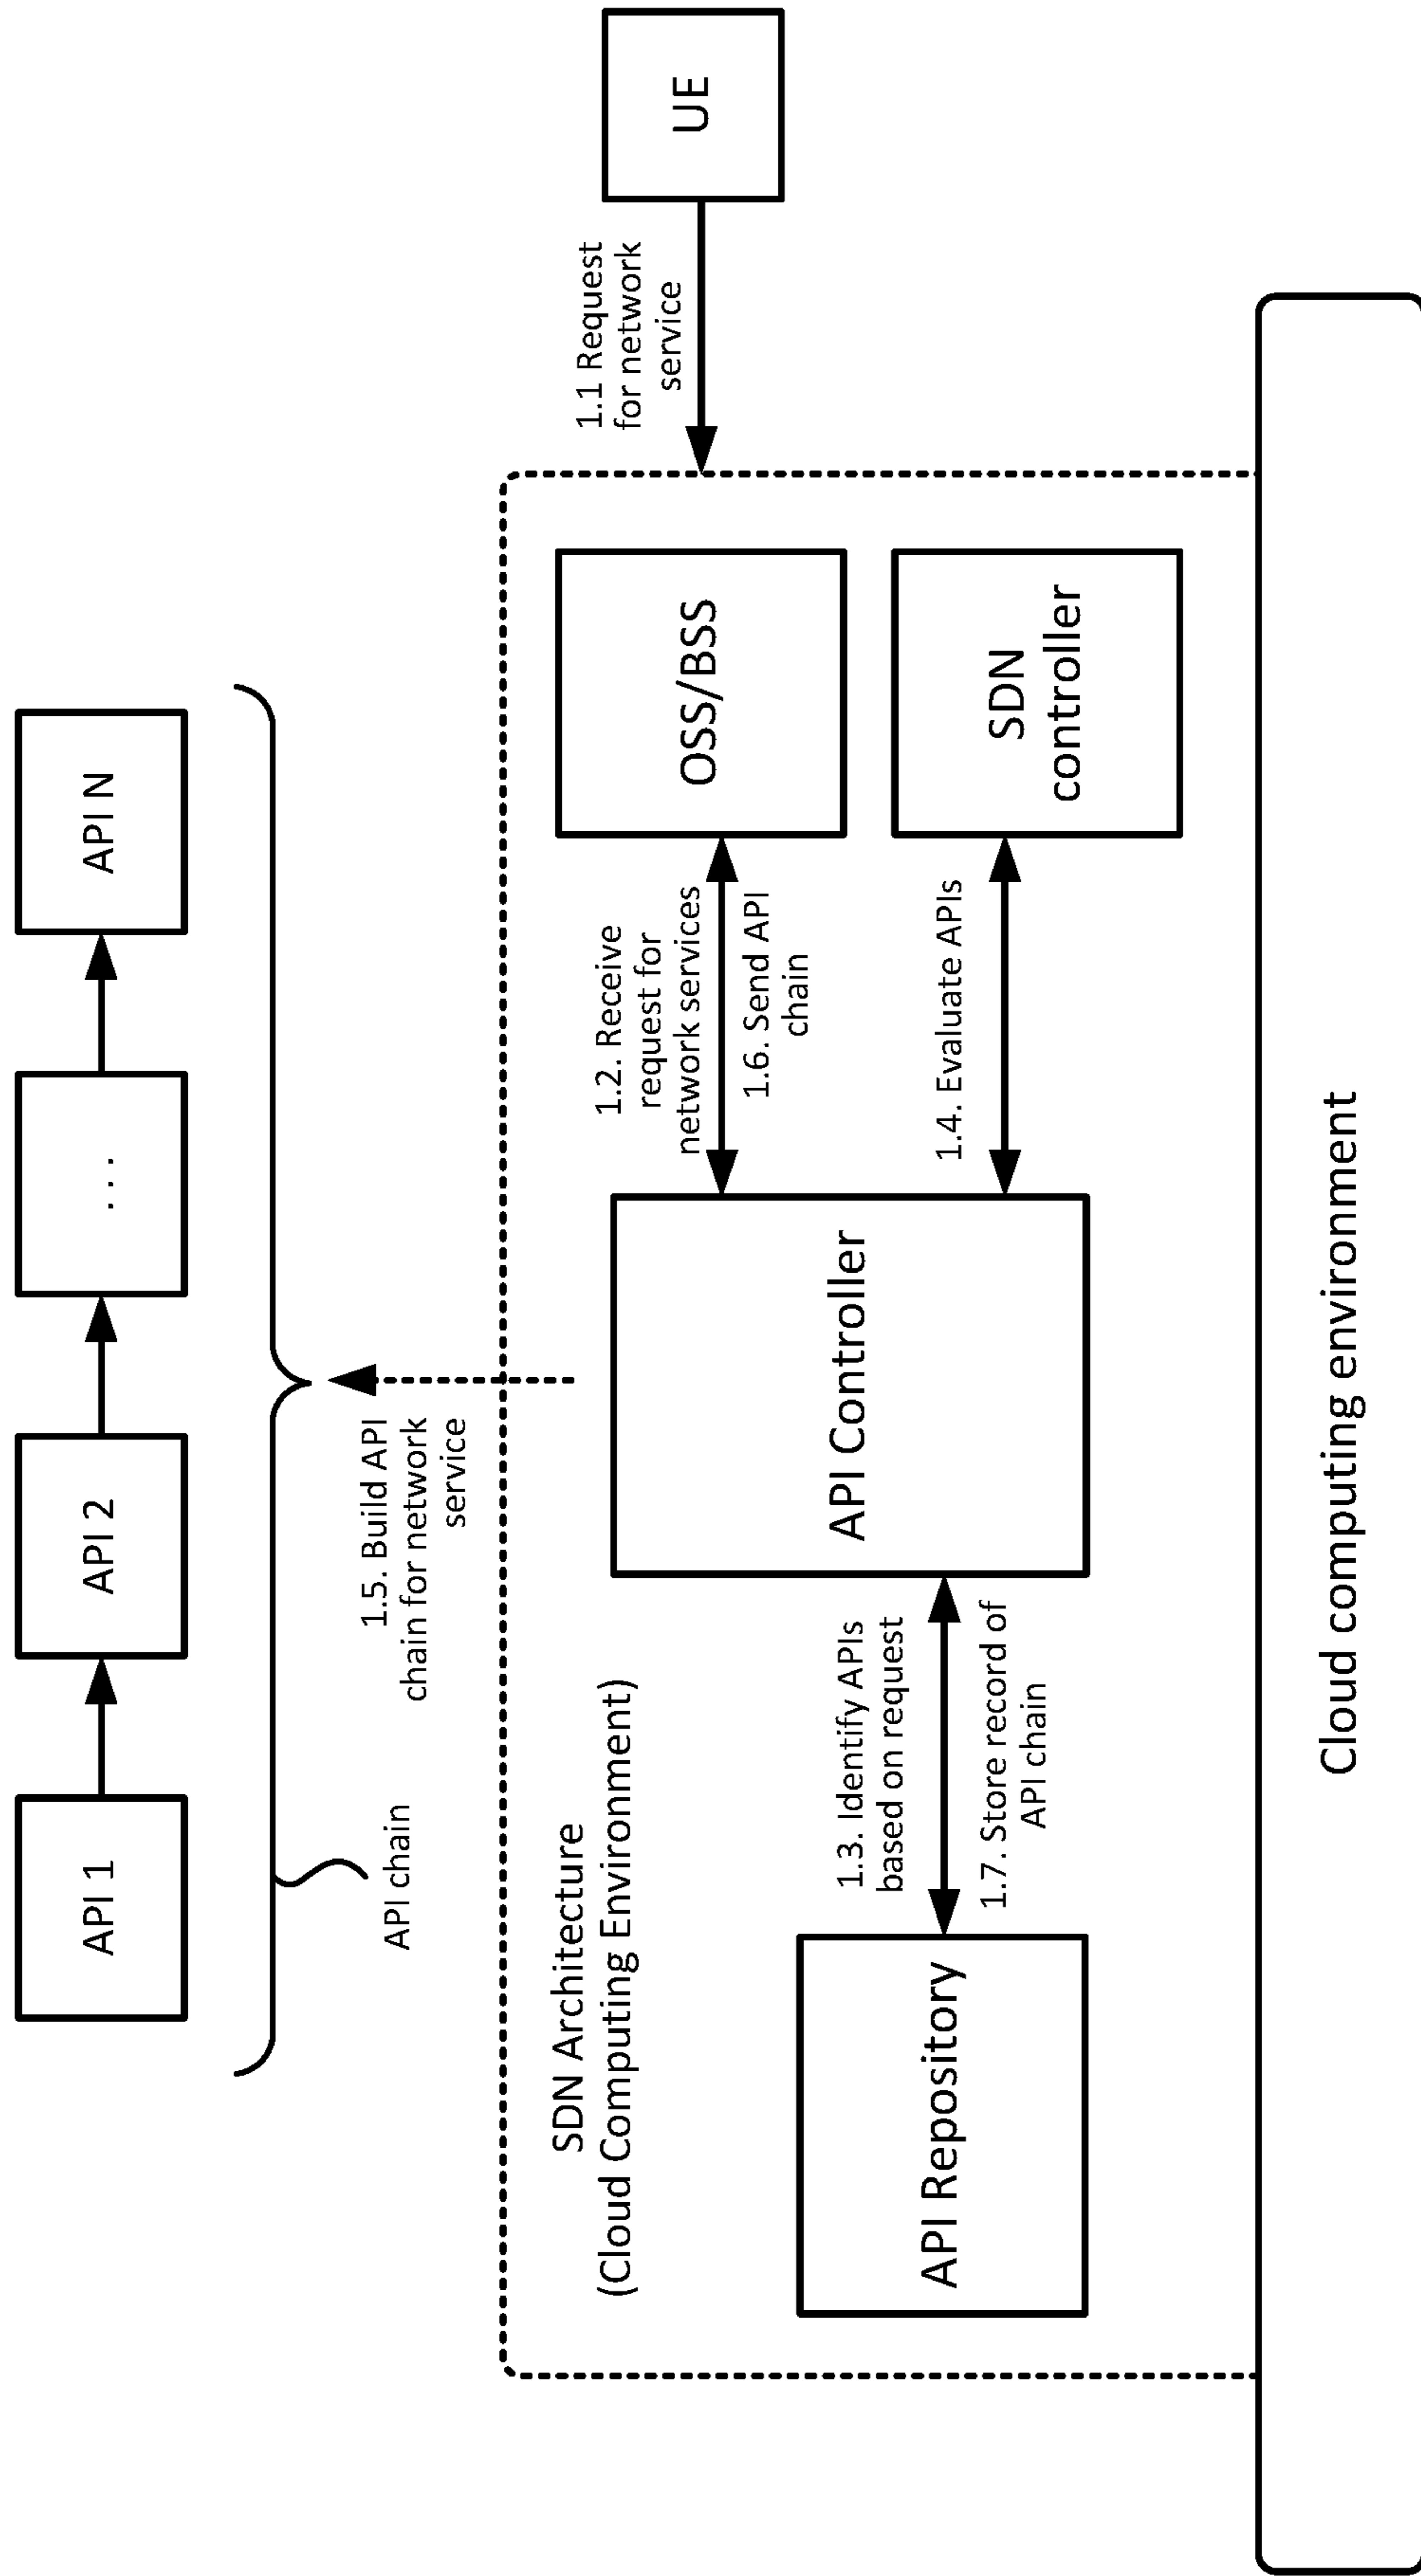 API 1
API 2
. . .
API N
API chain
1.5. Build API
chain for network
service
SDN Architecture
(Cloud Computing Environment)
API Repository
1.3. Identify APIs
based on request
1.7. Store record of
API chain
API Controller
1.2. Receive
request for
network services
1.6. Send API
chain
1.4. Evaluate APIs
OSS/BSS
SDN
controller
1.1 Request
for network
service
UE
Cloud computing environment